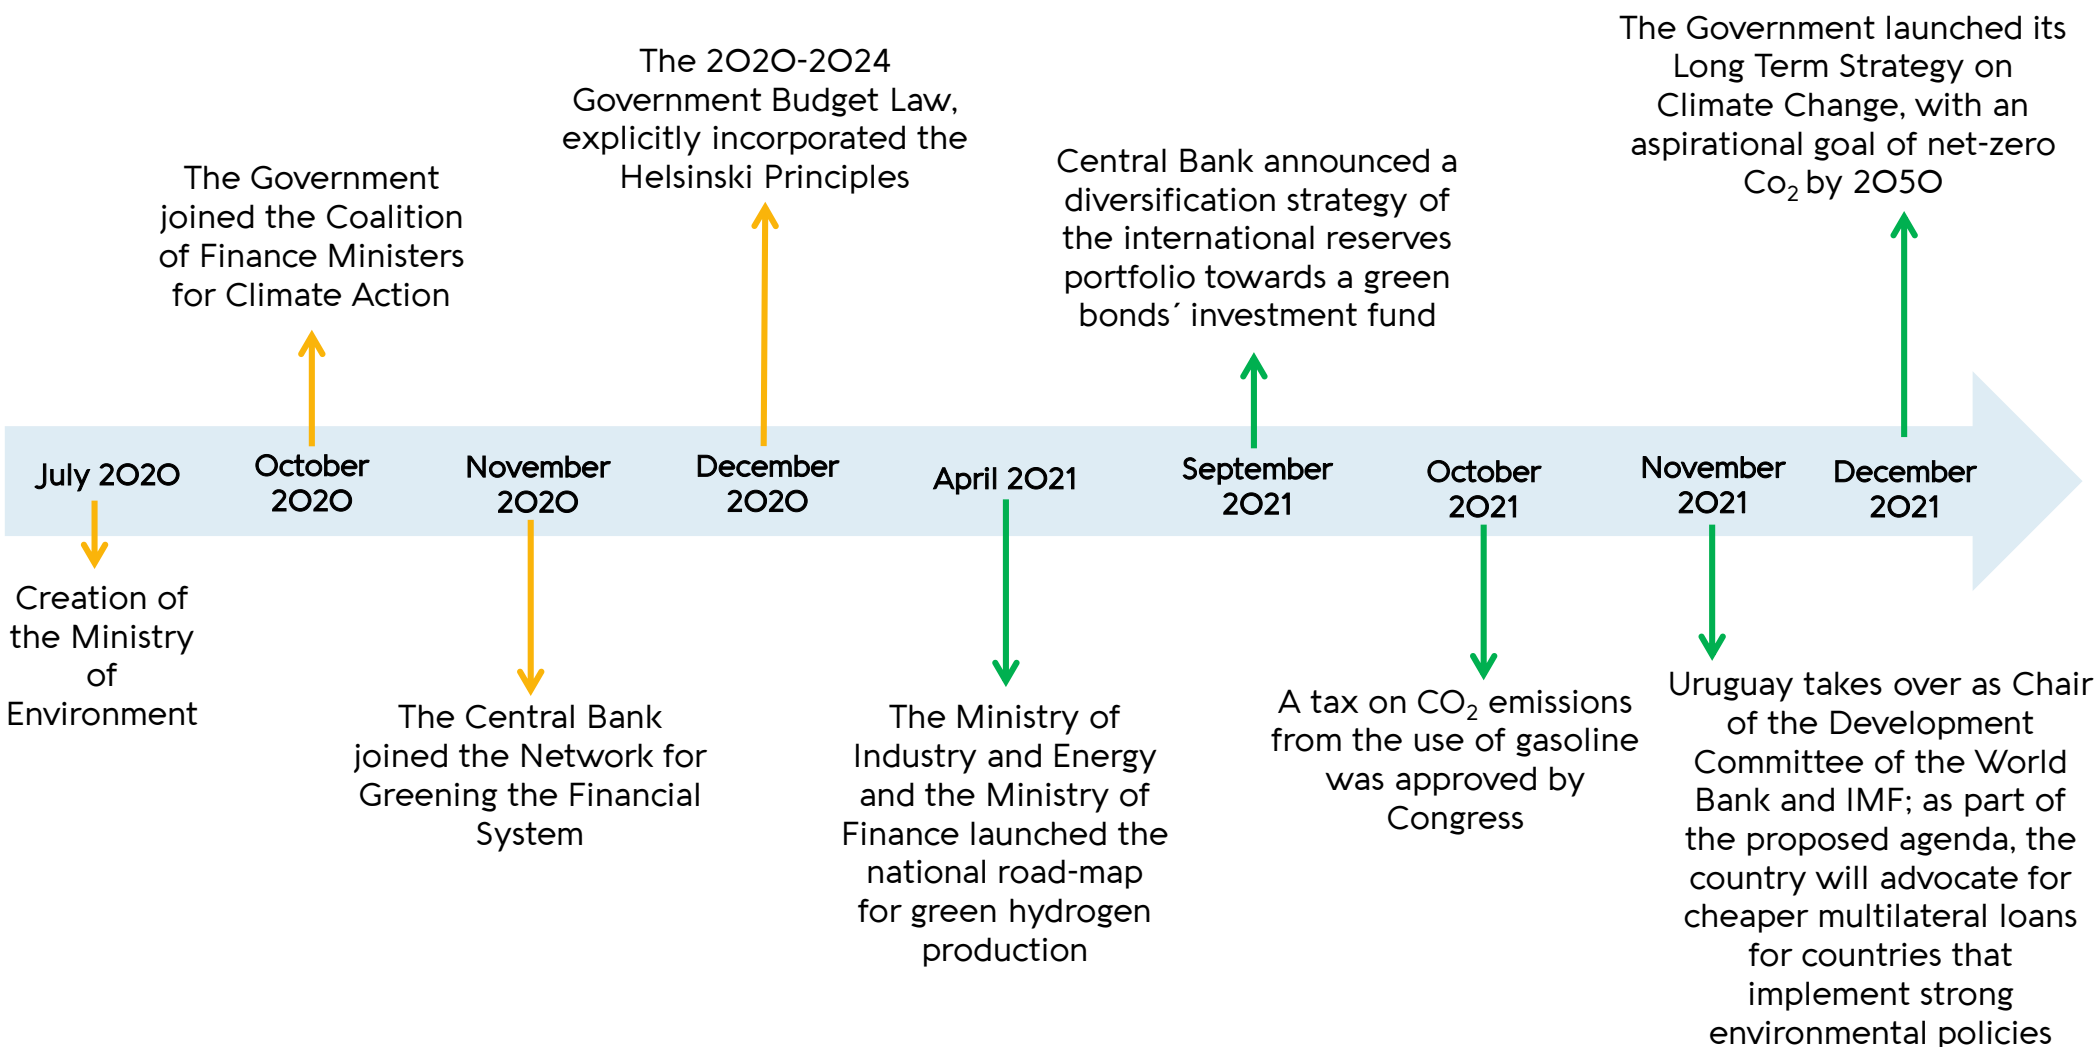 The Government launched its
Long Term Strategy on
Climate Change, with an
aspirational goal of net-zero
Co₂ by 2050
The 2020-2024
Government Budget Law,
explicitly incorporated the
Helsinski Principles
Central Bank announced a
diversification strategy of
the international reserves
portfolio towards a green
bonds´ investment fund
The Government
joined the Coalition
of Finance Ministers
for Climate Action
July 2020
October
2020
November
2020
December
2020
April 2021
September
2021
October
2021
November
2021
December
2021
Creation of
the Ministry
of
Environment
The Central Bank
joined the Network for
Greening the Financial
System
The Ministry of
Industry and Energy
and the Ministry of
Finance launched the
national road-map
for green hydrogen
production
A tax on CO₂ emissions
from the use of gasoline
was approved by
Congress
Uruguay takes over as Chair
of the Development
Committee of the World
Bank and IMF; as part of
the proposed agenda, the
country will advocate for
cheaper multilateral loans
for countries that
implement strong
environmental policies